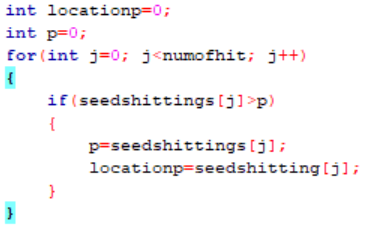 int locationp=0;
int p=0;
for(int j=0; j<numofhit; j++)
{
if(seedshittings[j]>p)
{
p=seedshittings[j];
locationp=seedshitting[j];
}
}